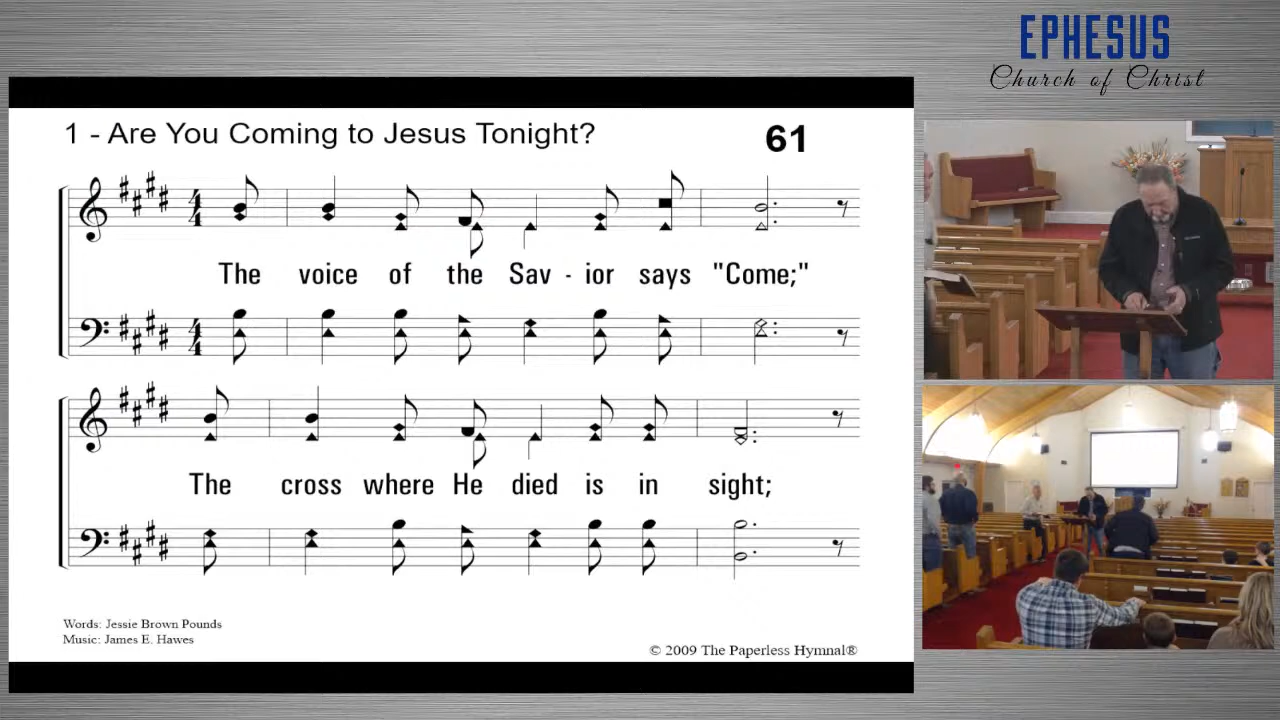 EPHESUS
Church of Christ
1 - Are You Coming to Jesus Tonight?
61
The voice of the Sav - ior says "Come;"
The cross where He died is in sight;
Words: Jessie Brown Pounds
Music: James E. Hawes
© 2009 The Paperless Hymnal®